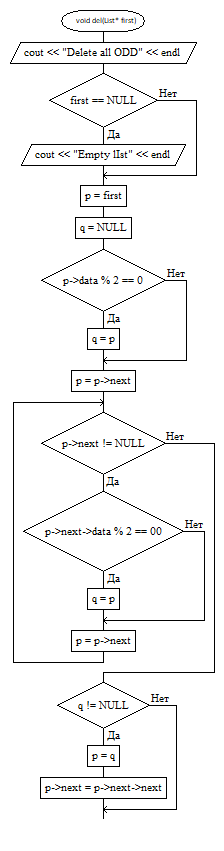 void del(List* first)
cout << "Delete all ODD" << endl
first == NULL
Нет
Да
cout << "Empty lIst" << endl
p = first
q = NULL
p->data % 2 == 0
Нет
Да
q = p
p = p->next
p->next != NULL
Нет
Да
p->next->data % 2 == 00
Нет
Да
q = p
p = p->next
q != NULL
Нет
Да
p = q
p->next = p->next->next